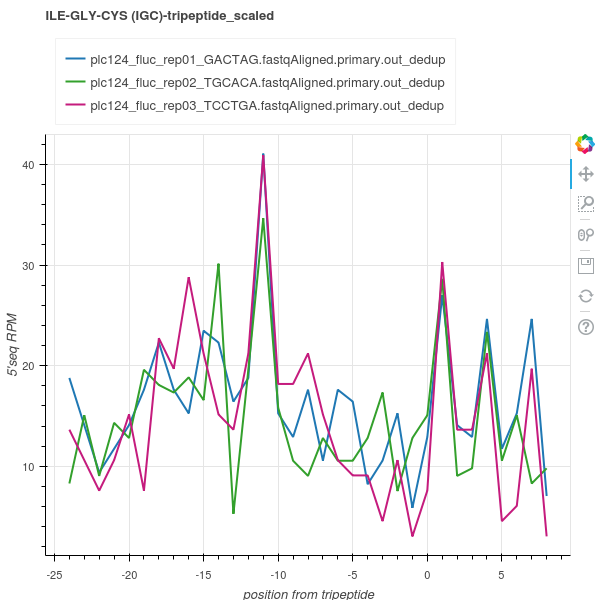 ILE-GLY-CYS (IGC)-tripeptide_scaled
plc124_fluc_rep01_GACTAG.fastqAligned.primary.out_dedup
plc124_fluc_rep02_TGCACA.fastqAligned.primary.out_dedup
plc124_fluc_rep03_TCCTGA.fastqAligned.primary.out_dedup
40
30
20
10
5'seq RPM
-25 -20 -15 -10 -5 0 5
position from tripeptide